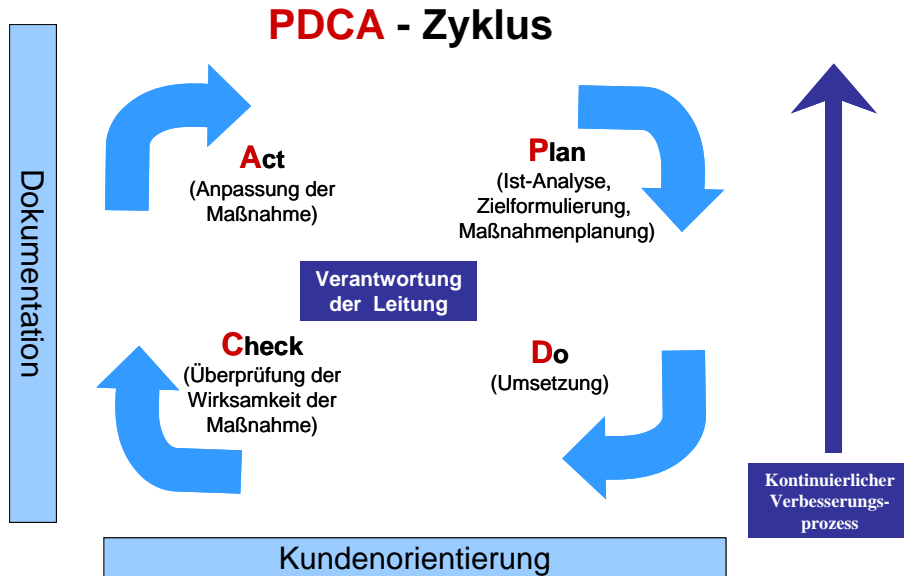 PDCA - Zyklus
Dokumentation
Act
(Anpassung der
Maßnahme)
Plan
(Ist-Analyse,
Zielformulierung,
Maßnahmenplanung)
Verantwortung
der Leitung
Check
(Überprüfung der
Wirksamkeit der
Maßnahme)
Do
(Umsetzung)
Kontinuierlicher
Verbesserungs-
prozess
Kundenorientierung